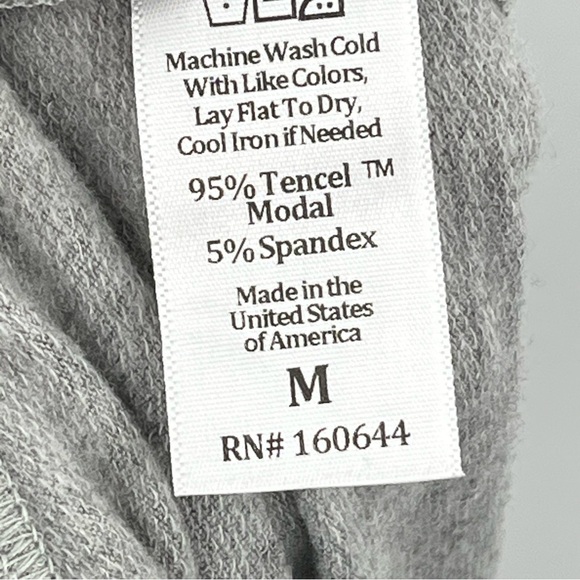 Machine Wash Cold
With Like Colors,
Lay Flat To Dry,
Cool Iron if Needed
95% Tencel ™
Modal
5% Spandex
Made in the
United States
of America
M
RN# 160644